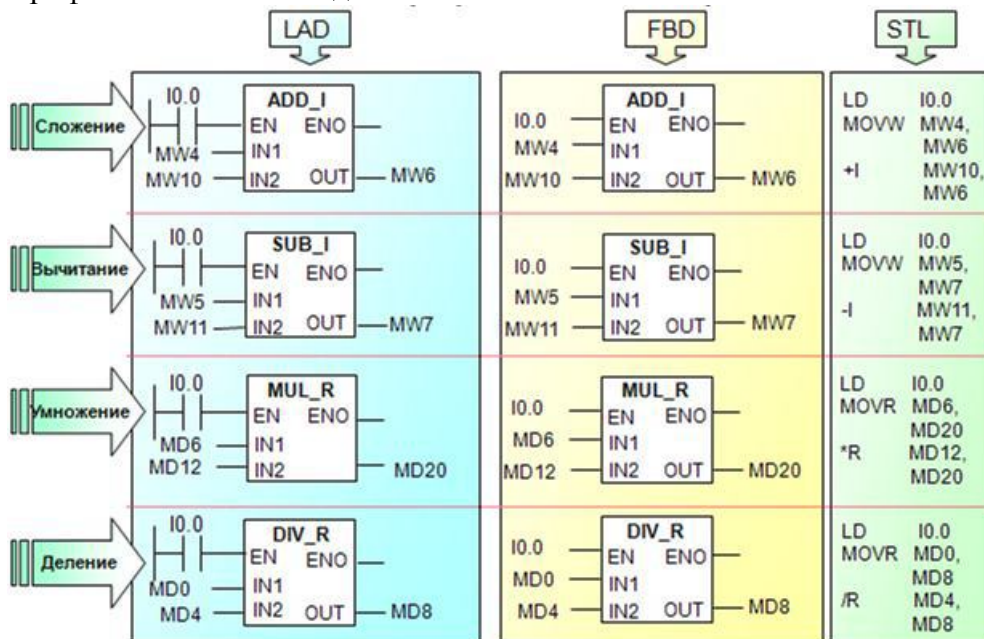 LAD
FBD
STL
Сложение
I0.0
ADD_I
EN ENO
MW4
IN1
MW10
IN2 OUT
MW6
ADD_I
I0.0
EN ENO
MW4
IN1
MW10
IN2 OUT
MW6
LD I0.0
MOVW MW4,
MW6
+I MW10,
MW6
Вычитание
I0.0
SUB_I
EN ENO
MW5
IN1
MW11
IN2 OUT
MW7
SUB_I
I0.0
EN ENO
MW5
IN1
MW11
IN2 OUT
MW7
LD I0.0
MOVW MW5,
MW7
-I MW11,
MW7
Умножение
I0.0
MUL_R
EN ENO
MD6
IN1
MD12
IN2
MD20
MUL_R
I0.0
EN ENO
MD6
IN1
MD12
IN2 OUT
MD20
LD I0.0
MOVR MD6,
MD20
*R MD12,
MD20
Деление
I0.0
DIV_R
EN ENO
MD0
IN1
MD4
IN2 OUT
MD8
DIV_R
I0.0
EN ENO
MD0
IN1
MD4
IN2 OUT
MD8
LD I0.0
MOVR MD0,
MD8
/R MD4,
MD8